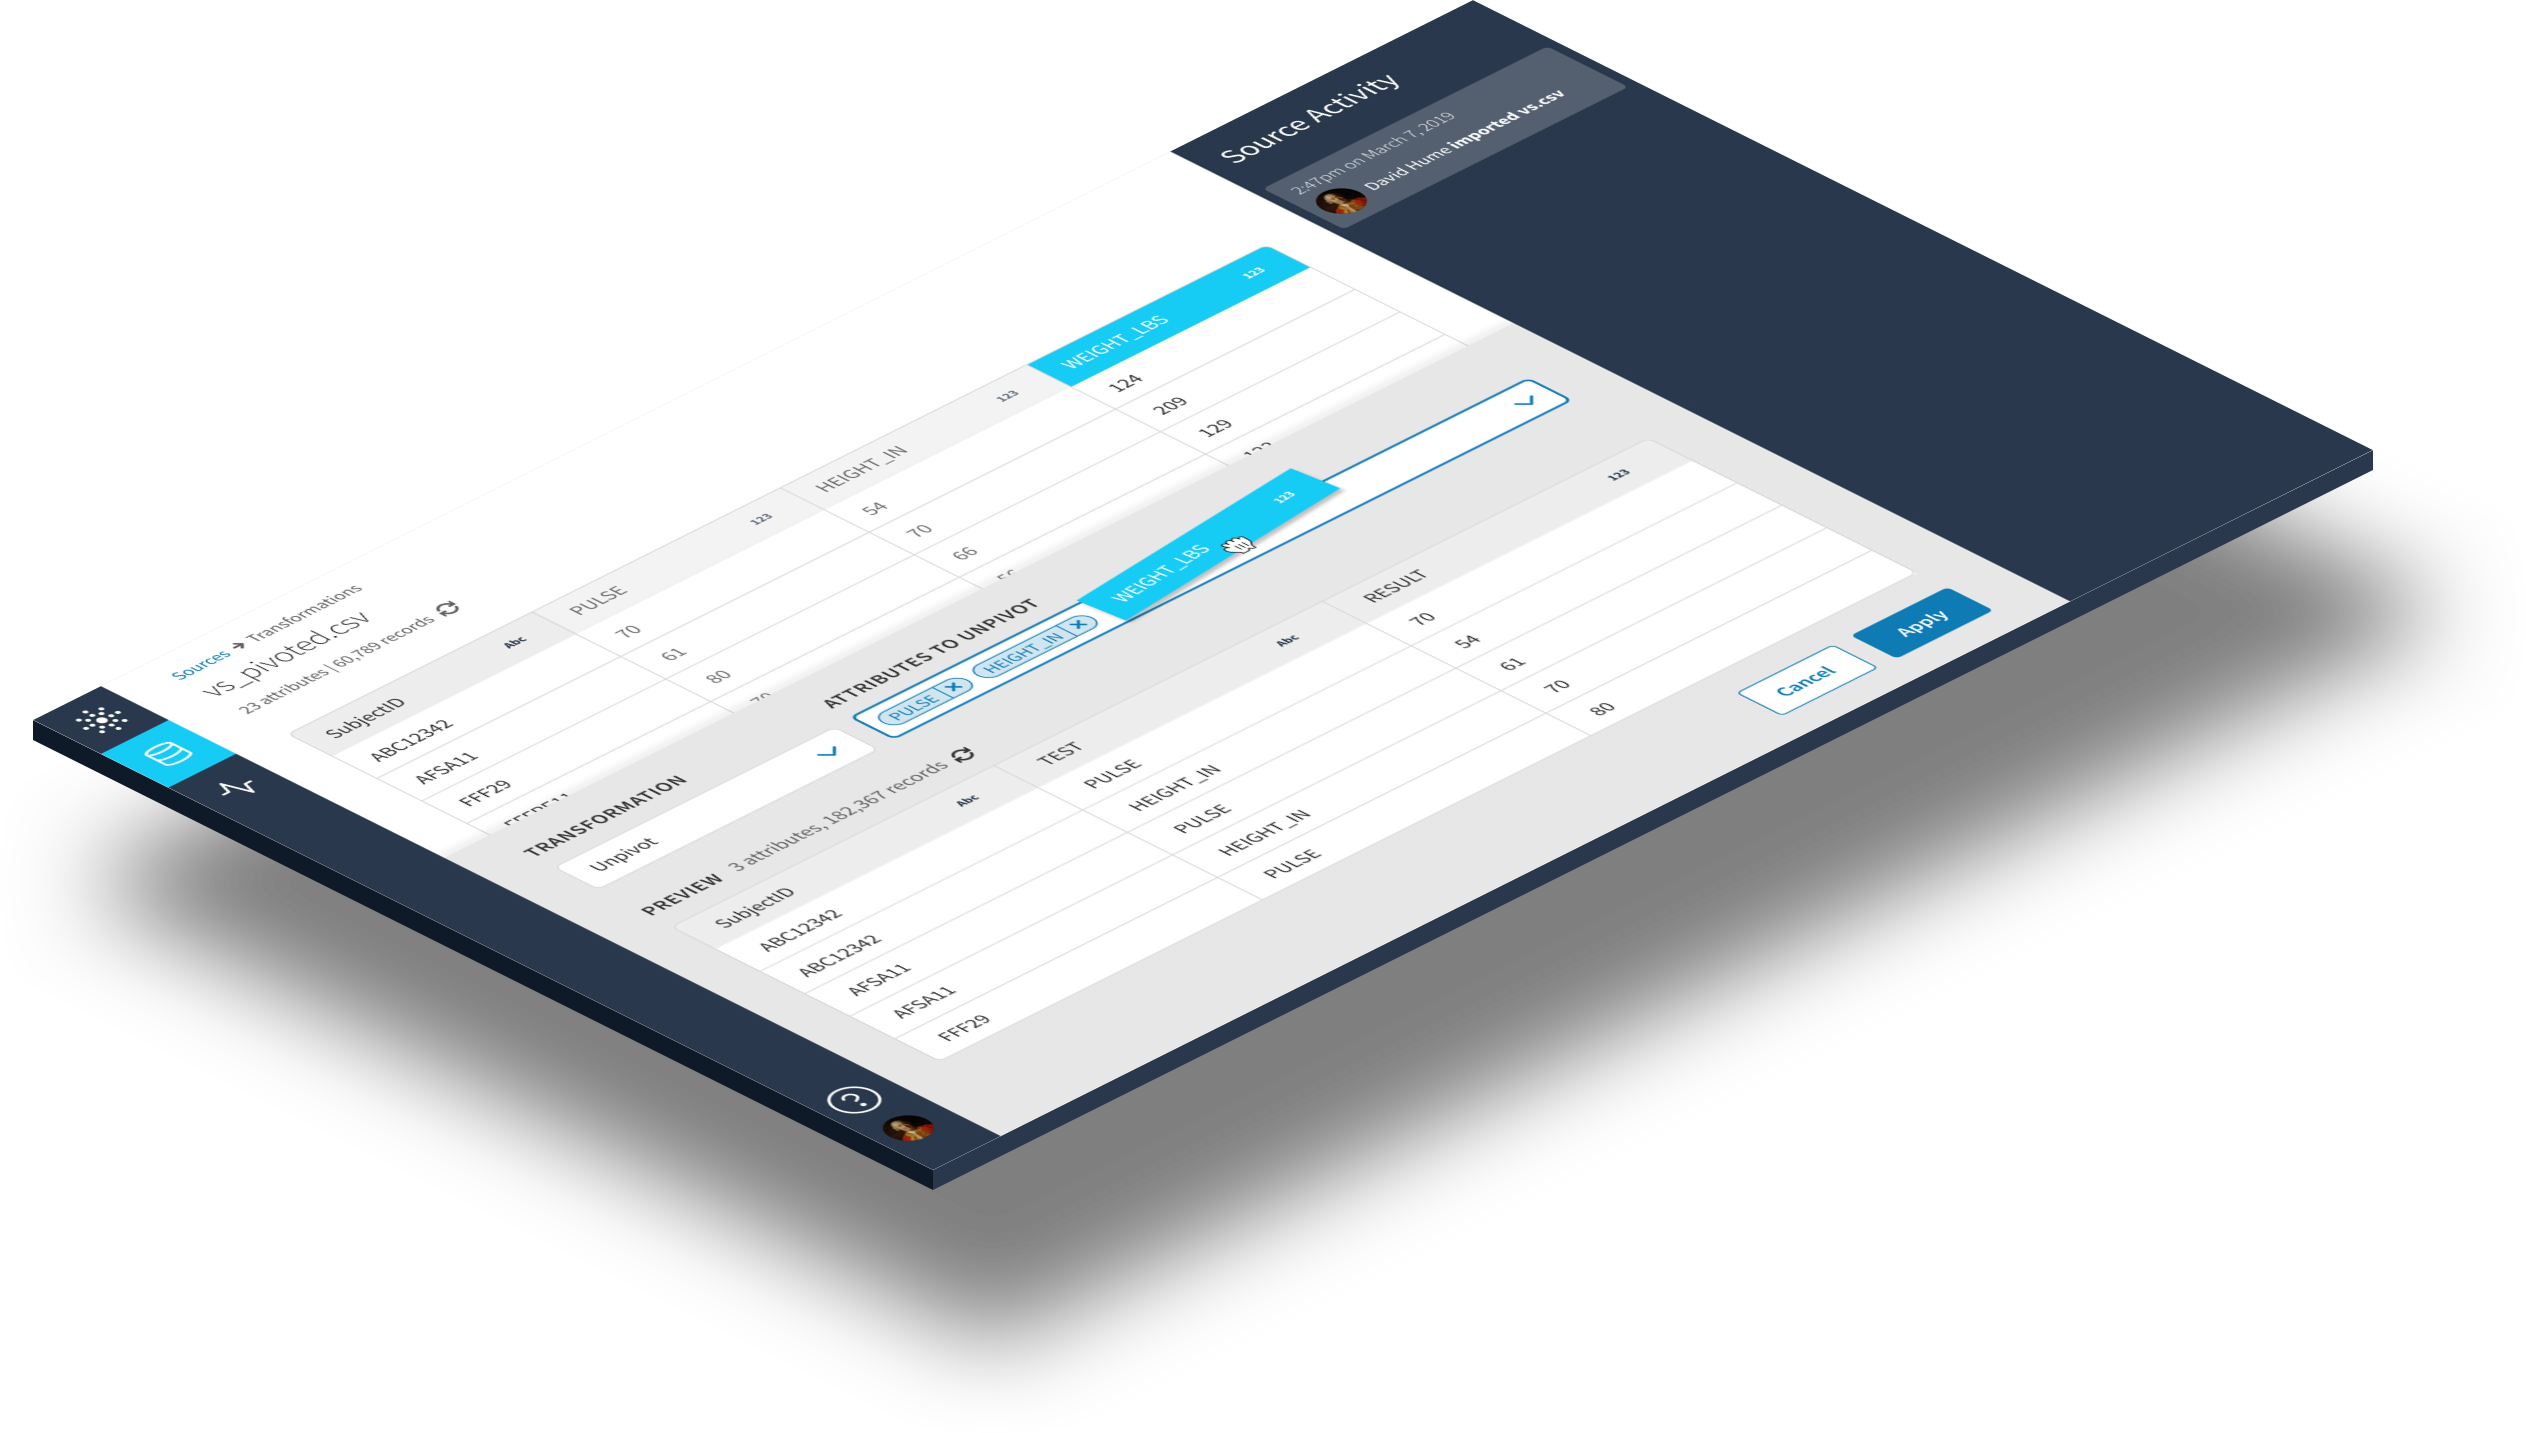 Source Activity
2:47pm on March 7, 2019
David Hume imported vs.csv
Sources Transformations
vs_pivoted.csv
23 attributes | 60,789 records
SubjectID Abc PULSE 123 HEIGHT_IN 123 WEIGHT_LBS 123
ABC12342 70 54 124
AFSA11 61 70 209
FFF29 80 66 129
TRANSFORMATION
Unpivot
ATTRIBUTES TO UNPIVOT
PULSE HEIGHT_IN WEIGHT_LBS 123
PREVIEW 3 attributes, 182,367 records
SubjectID Abc TEST Abc RESULT 123
ABC12342 PULSE 70
ABC12342 HEIGHT_IN 54
AFSA11 PULSE 61
AFSA11 HEIGHT_IN 70
FFF29 PULSE 80
Cancel Apply